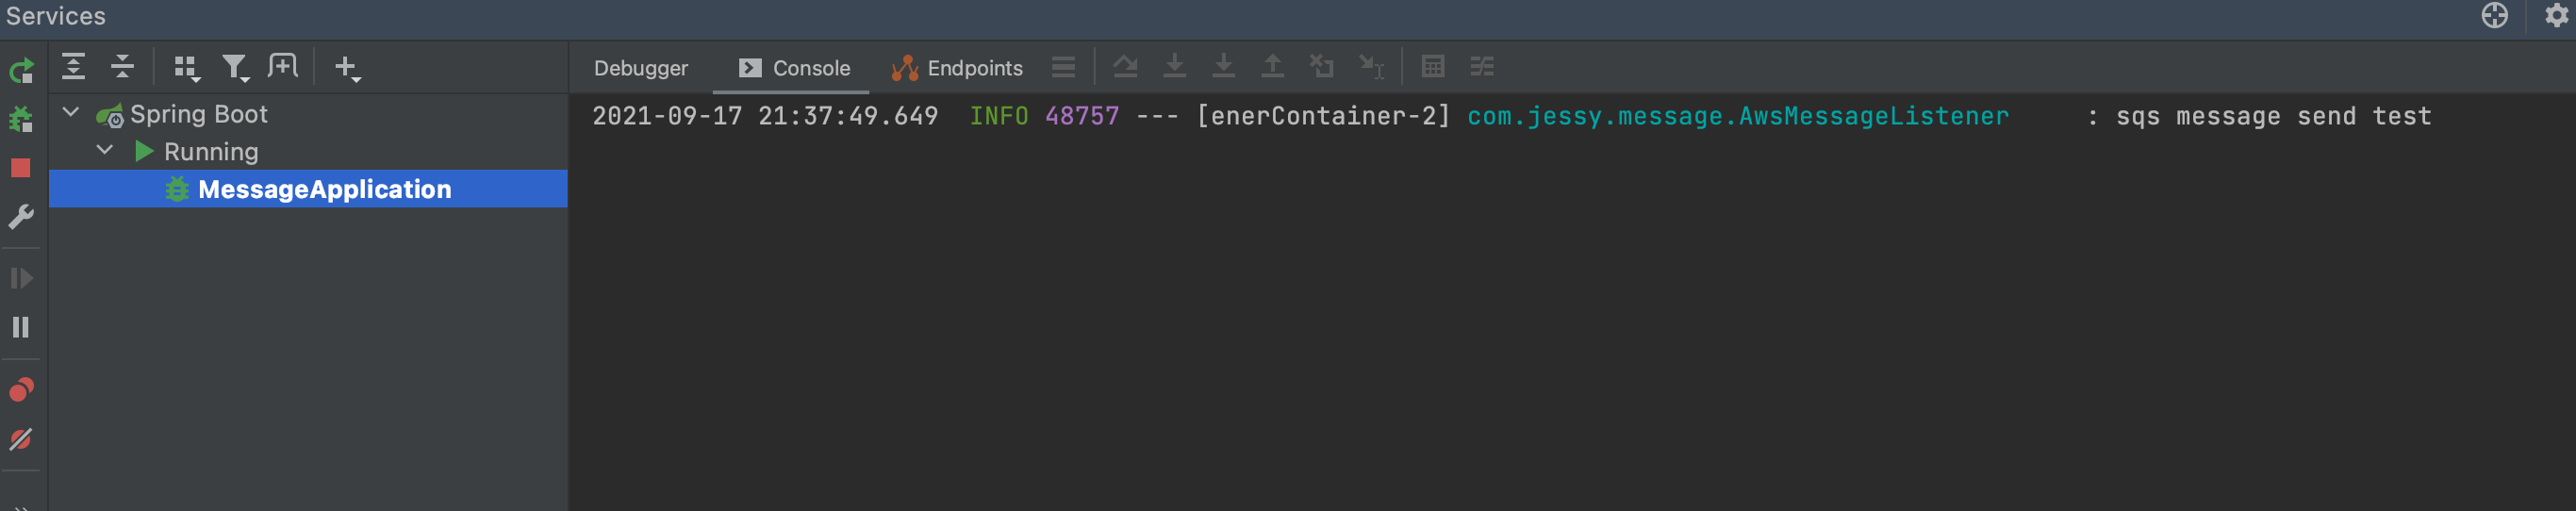 Services
Debugger Console Endpoints
Spring Boot
Running
MessageApplication
2021-09-17 21:37:49.649  INFO 48757 --- [enerContainer-2] com.jessy.message.AwsMessageListener     : sqs message send test